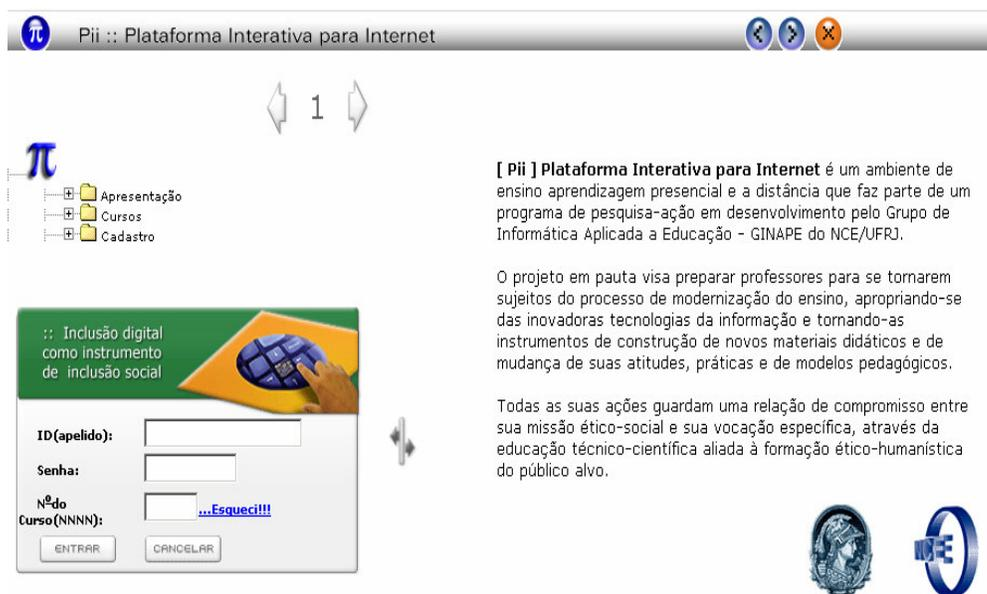 π Pii :: Plataforma Interativa para Internet
1
π
Apresentação
Cursos
Cadastro
:: Inclusão digital
como instrumento
de inclusão social
ID(apelido):
Senha:
Nº do
Curso(NNNN):
...Esqueci!!!
ENTRAR
CANCELAR
[ Pii ] Plataforma Interativa para Internet é um ambiente de
ensino aprendizagem presencial e a distância que faz parte de um
programa de pesquisa-ação em desenvolvimento pelo Grupo de
Informática Aplicada a Educação - GINAPE do NCE/UFRJ.
O projeto em pauta visa preparar professores para se tornarem
sujeitos do processo de modernização do ensino, apropriando-se
das inovadoras tecnologias da informação e tornando-as
instrumentos de construção de novos materiais didáticos e de
mudança de suas atitudes, práticas e de modelos pedagógicos.
Todas as suas ações guardam uma relação de compromisso entre
sua missão ético-social e sua vocação específica, através da
educação técnico-científica aliada à formação ético-humanística
do público alvo.
NCE